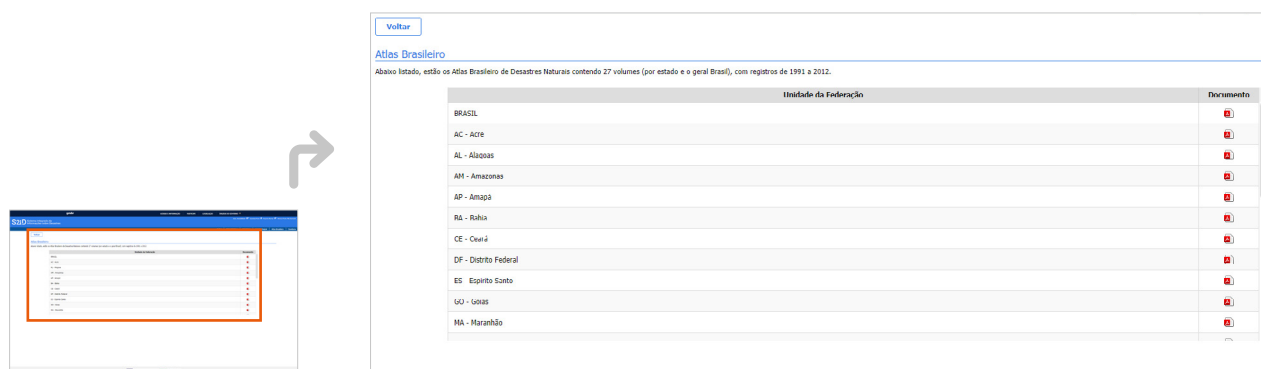 Voltar
Atlas Brasileiro
Abaixo listado, estão os Atlas Brasileiro de Desastres Naturais contendo 27 volumes (por estado e o geral Brasil), com registros de 1991 a 2012.
Unidade da Federação Documento
BRASIL
AC - Acre
AL - Alagoas
AM - Amazonas
AP - Amapá
BA - Bahia
CE - Ceará
DF - Distrito Federal
ES Espírito Santo
GO - Goiás
MA - Maranhão
S2iD